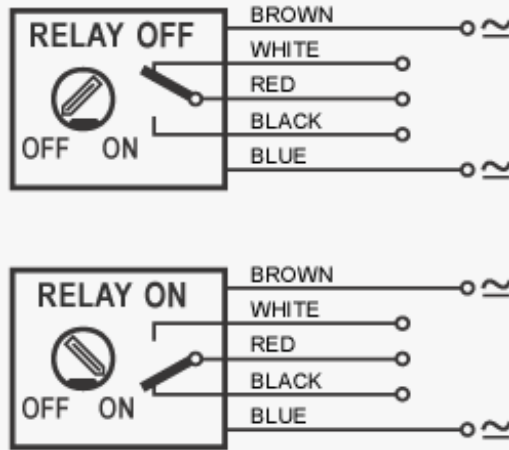 RELAY OFF
OFF ON
BROWN
WHITE
RED
BLACK
BLUE
RELAY ON
OFF ON
BROWN
WHITE
RED
BLACK
BLUE